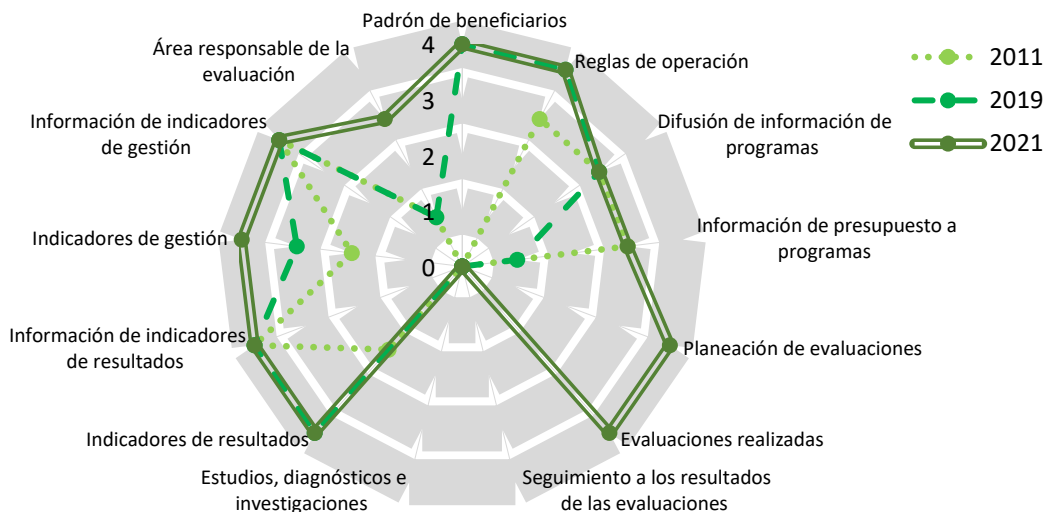 Padrón de beneficiarios
Reglas de operación
Difusión de información de
programas
Información de presupuesto a
programas
Planeación de evaluaciones
Evaluaciones realizadas
Seguimiento a los resultados
de las evaluaciones
Estudios, diagnósticos e
investigaciones
Indicadores de resultados
Información de indicadores
de resultados
Indicadores de gestión
Información de indicadores
de gestión
Área responsable de la
evaluación
4
3
2
1
0
2011
2019
2021